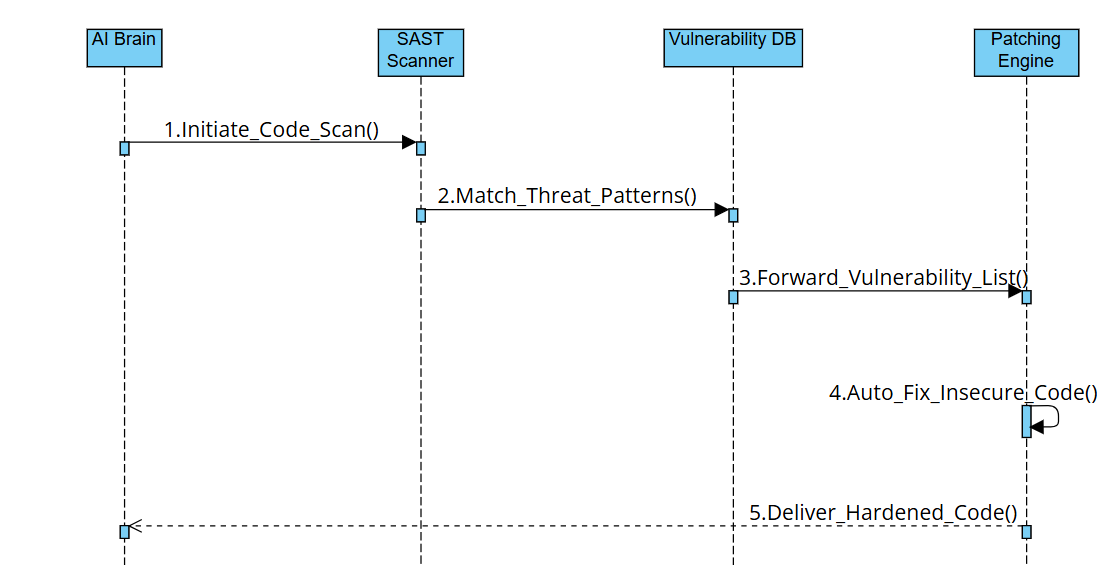 AI Brain
SAST
Scanner
Vulnerability DB
Patching
Engine
1.Initiate_Code_Scan()
2.Match_Threat_Patterns()
3.Forward_Vulnerability_List()
4.Auto_Fix_Insecure_Code()
5.Deliver_Hardened_Code()